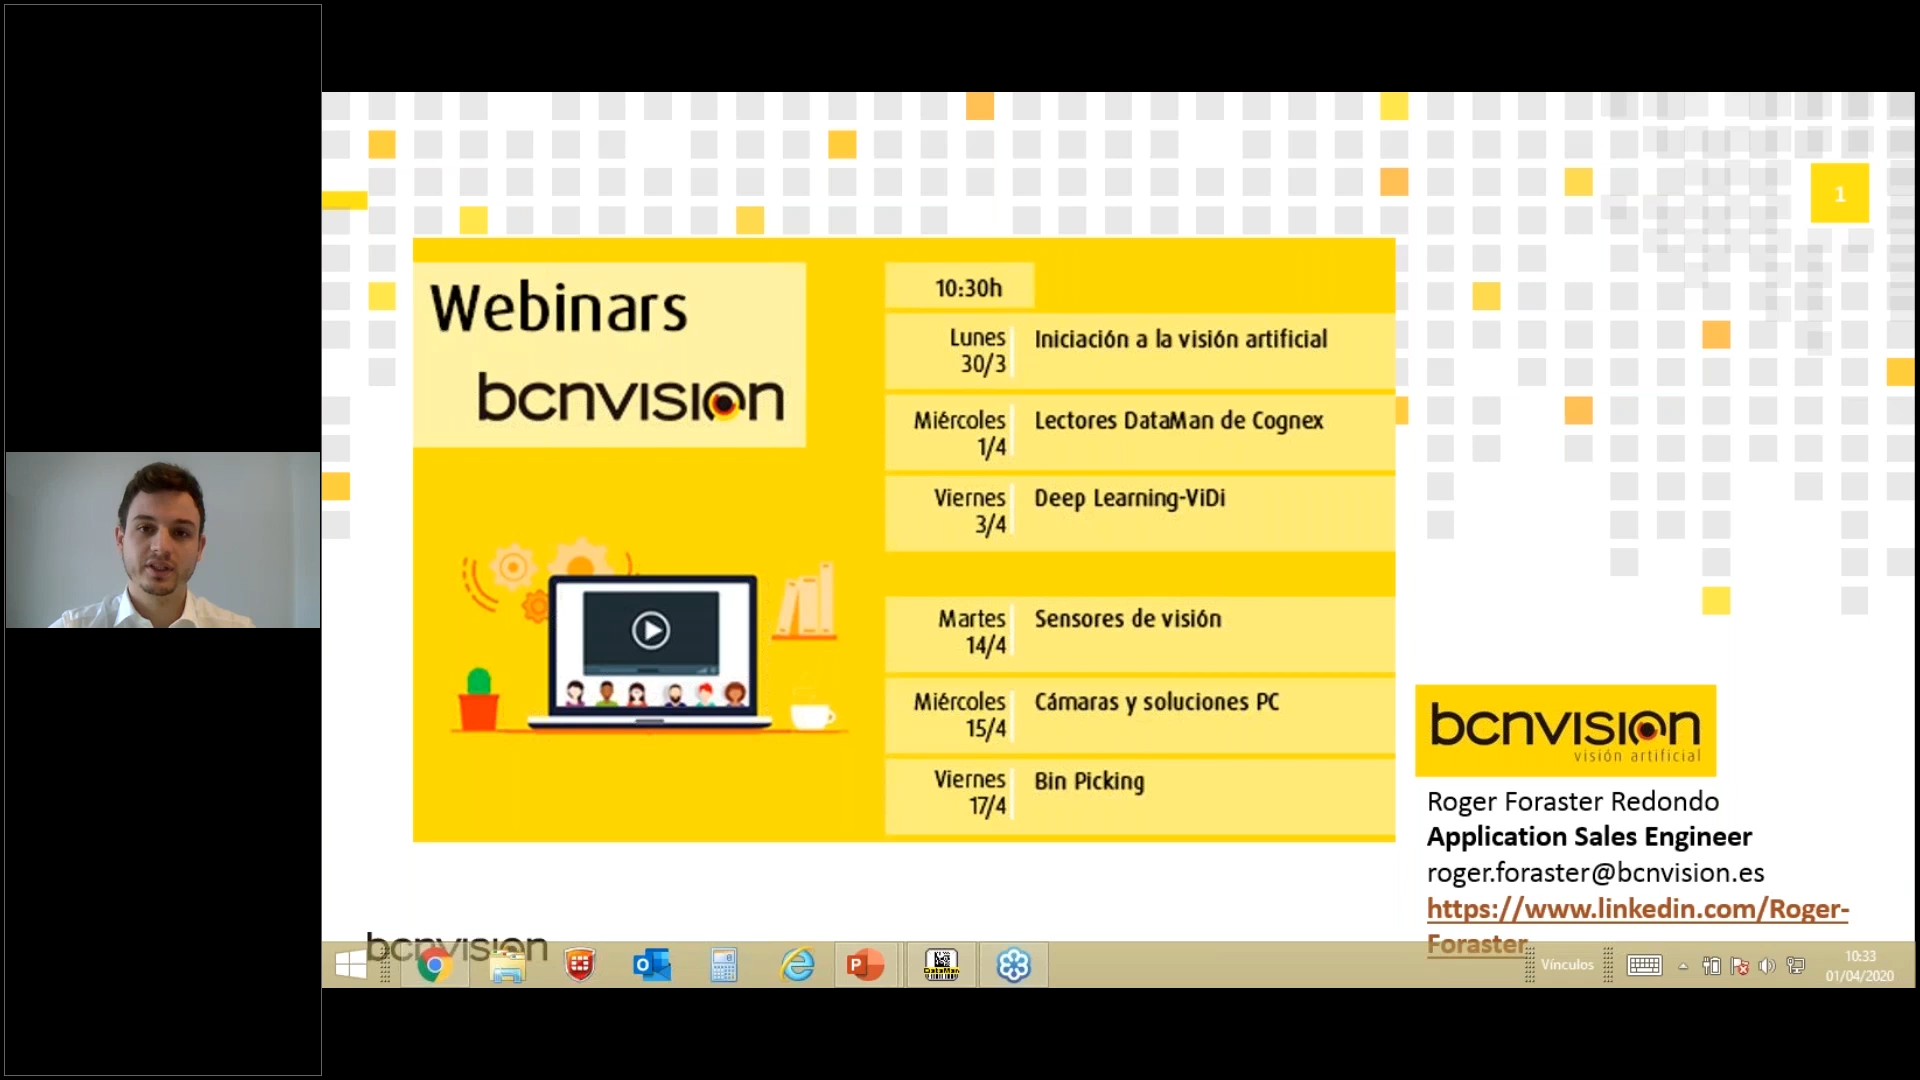 1
Webinars
bcnvision
10:30h
Lunes
30/3
Iniciación a la visión artificial
Miércoles
1/4
Lectores DataMan de Cognex
Viernes
3/4
Deep Learning-ViDi
Martes
14/4
Sensores de visión
Miércoles
15/4
Cámaras y soluciones PC
Viernes
17/4
Bin Picking
bcnvision
visión artificial
Roger Foraster Redondo
Application Sales Engineer
roger.foraster@bcnvision.es
https://www.linkedin.com/Roger-
Foraster
bcnvision
DataMan
Vínculos
10:33
01/04/2020